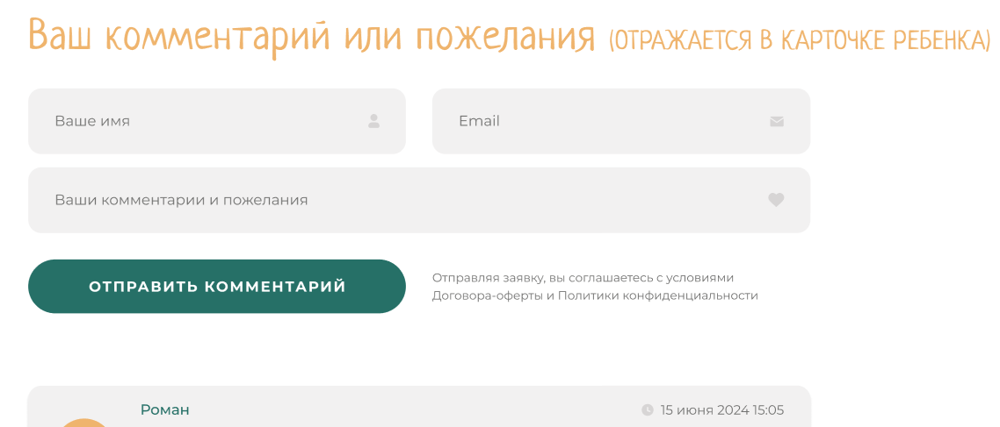 Ваш комментарий или пожелания (ОТРАЖАЕТСЯ В КАРТОЧКЕ РЕБЕНКА)
Ваше имя
Email
Ваши комментарии и пожелания
ОТПРАВИТЬ КОММЕНТАРИЙ
Отправляя заявку, вы соглашаетесь с условиями
Договора-оферты и Политики конфиденциальности
Роман
15 июня 2024 15:05